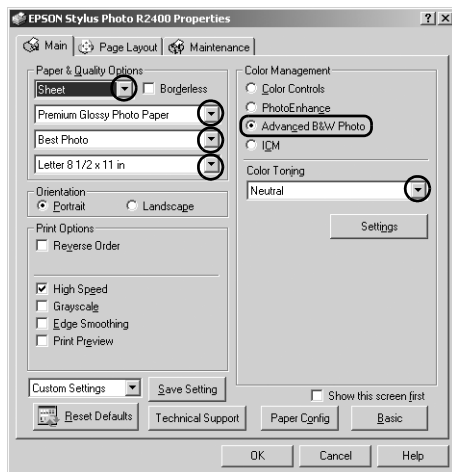 EPSON Stylus Photo R2400 Properties
Main
Page Layout
Maintenance
Paper & Quality Options
Sheet
Borderless
Premium Glossy Photo Paper
Best Photo
Letter 8 1/2 x 11 in
Orientation
Portrait
Landscape
Print Options
Reverse Order
High Speed
Grayscale
Edge Smoothing
Print Preview
Color Management
Color Controls
PhotoEnhance
Advanced B&W Photo
ICM
Color Toning
Neutral
Settings
Custom Settings
Save Setting
Show this screen first
Reset Defaults
Technical Support
Paper Config
Basic
OK
Cancel
Help